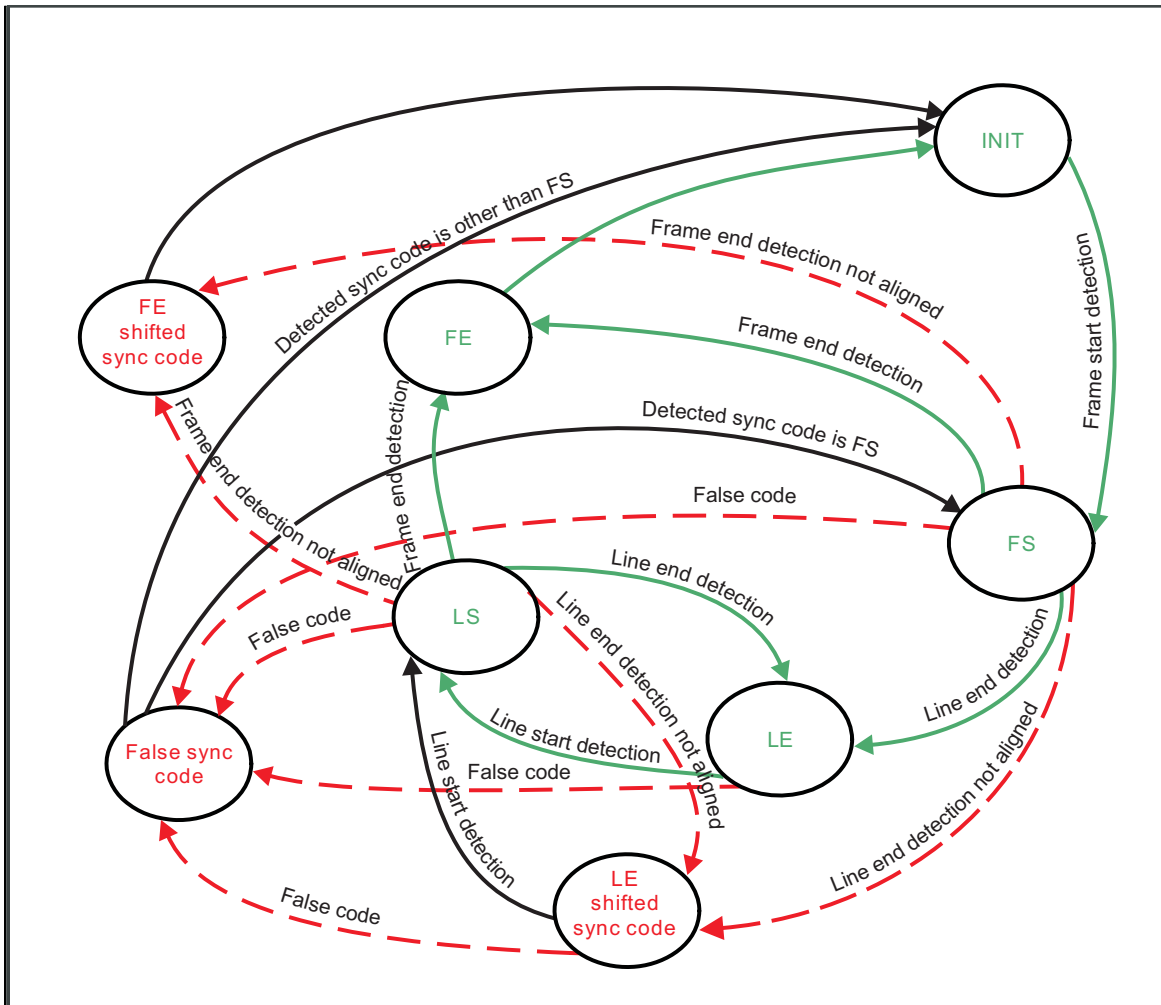 INIT
Detected sync code is other than FS
Frame end detection not aligned
Frame start detection
FE
shifted
sync code
FE
Frame end detection
Frame end detection
Detected sync code is FS
Frame end detection not aligned
False code
FS
Line end detection
LS
False code
Line end detection not aligned
Line end detection
Line start detection
LE
False sync
code
False code
Line start detection
Line end detection not aligned
LE
shifted
sync code
False code